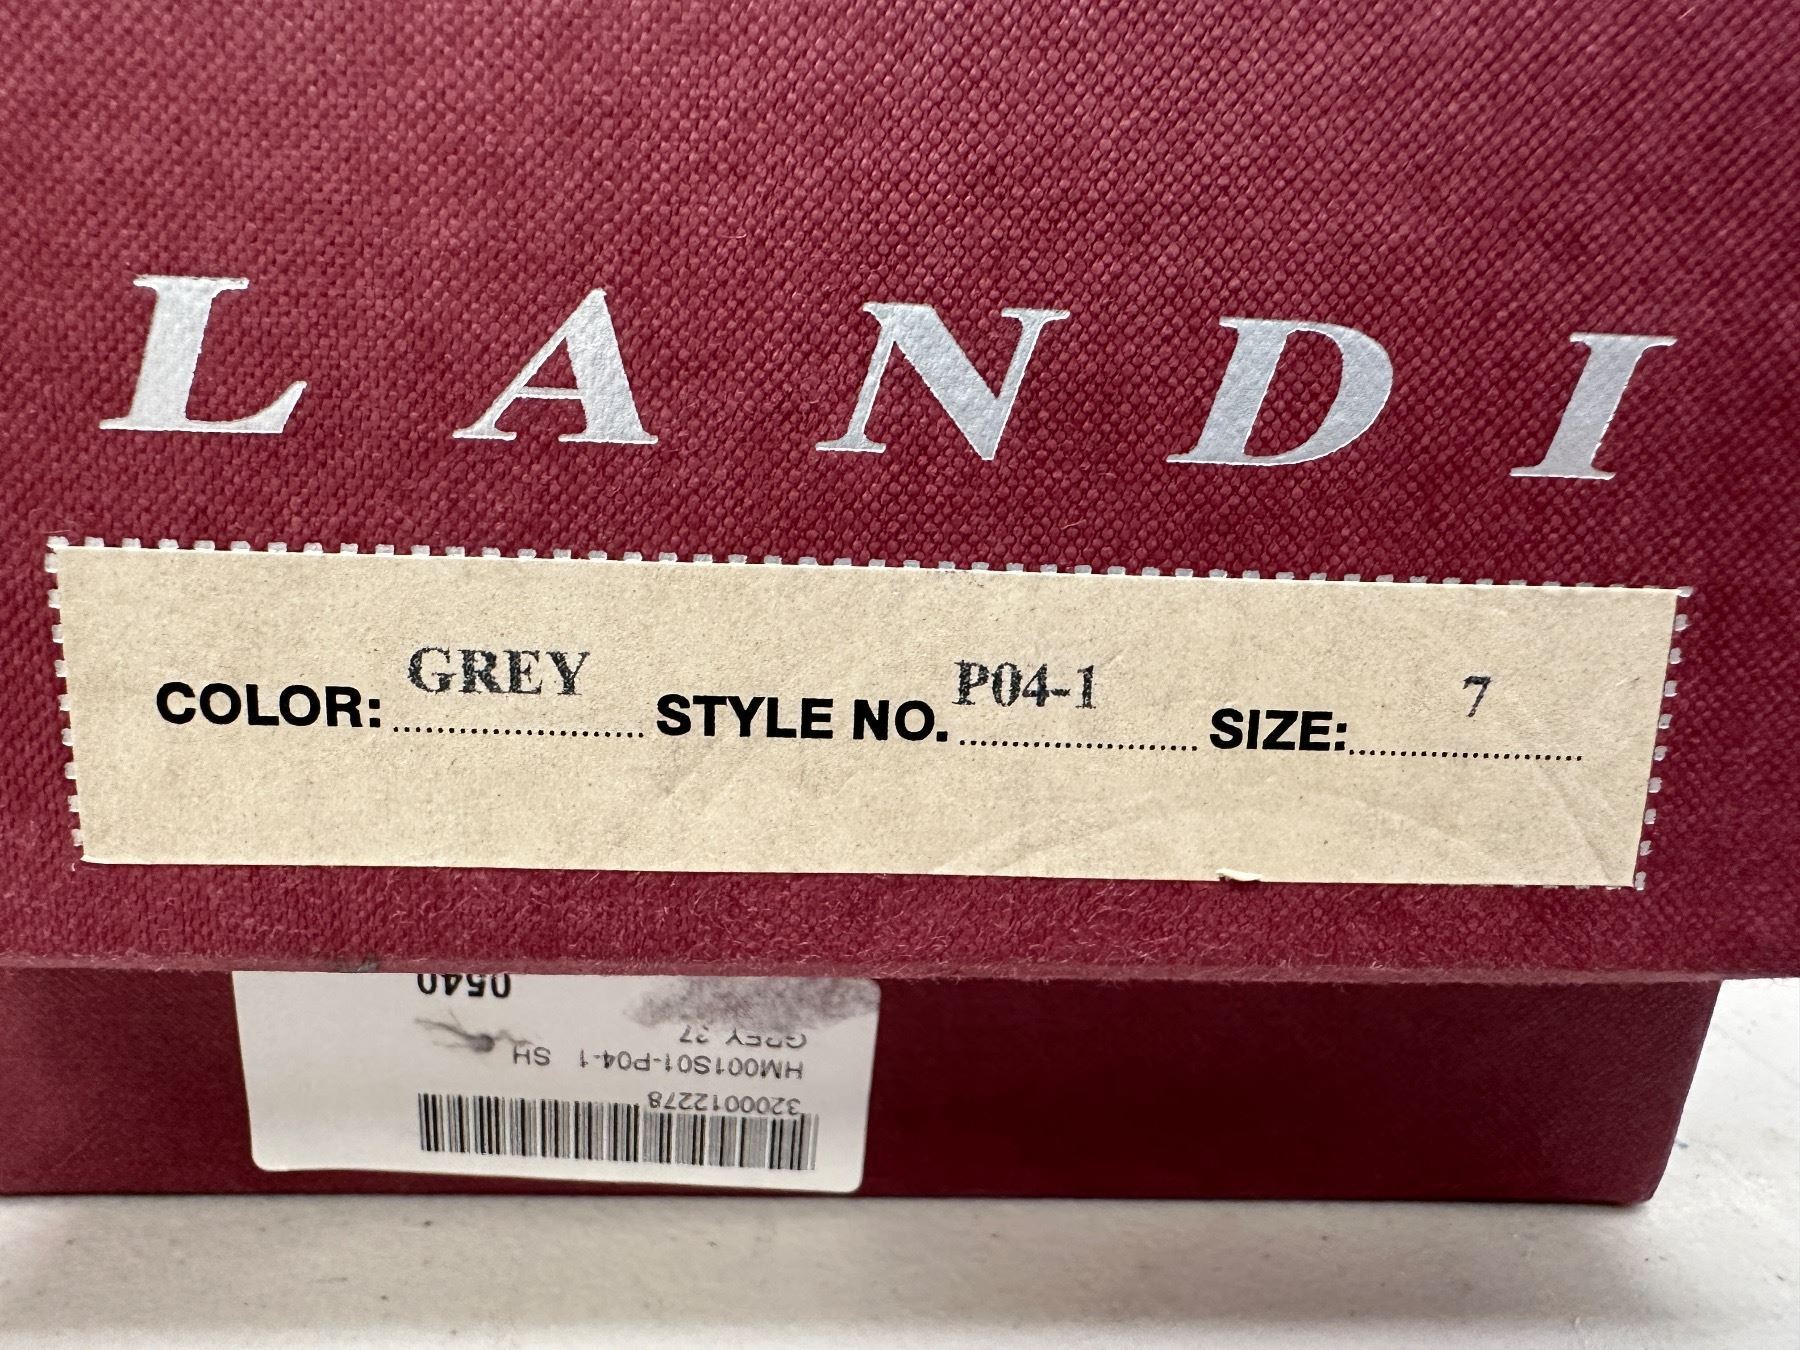 LANDI
COLOR: GREY STYLE NO. P04-1 SIZE: 7
3200012278
HM001S01-P04-1 SH
GREY 37
0540